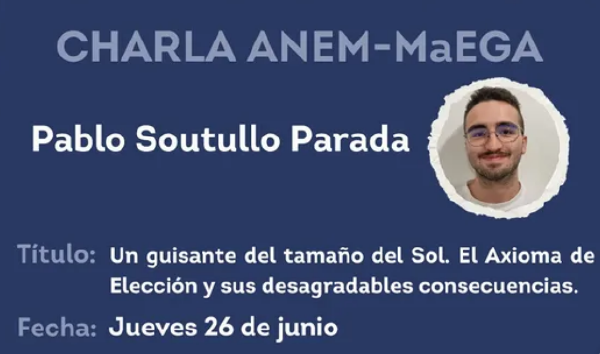 CHARLA ANEM-MaEGA
Pablo Soutullo Parada
Título: Un guisante del tamaño del Sol. El Axioma de
Elección y sus desagradables consecuencias.
Fecha: Jueves 26 de junio